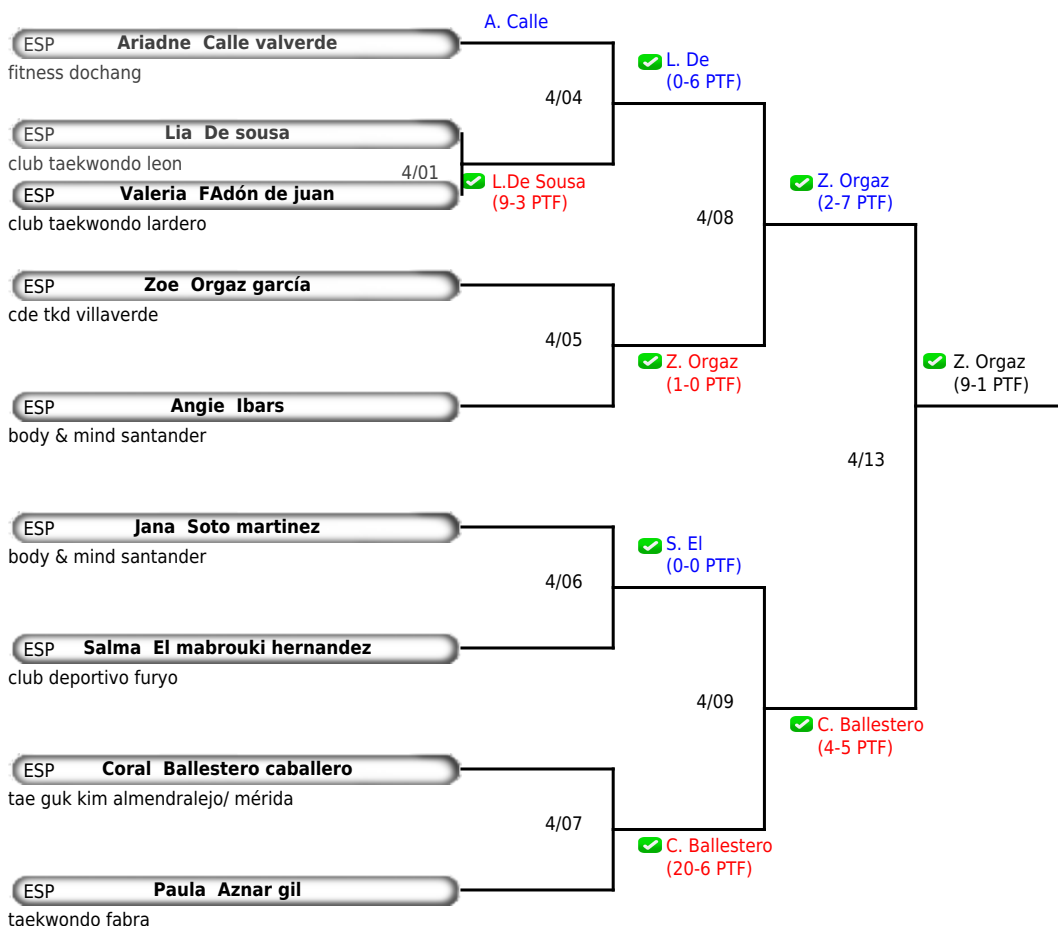 A. Calle
ESP Ariadne Calle valverde
fitness dochang
L. De
(0-6 PTF)
4/04
ESP Lia De sousa
club taekwondo leon
4/01
L.De Sousa
(9-3 PTF)
ESP Valeria FAdón de juan
club taekwondo lardero
Z. Orgaz
(2-7 PTF)
4/08
ESP Zoe Orgaz garcía
cde tkd villaverde
4/05
Z. Orgaz
(1-0 PTF)
Z. Orgaz
(9-1 PTF)
ESP Angie Ibars
body & mind santander
4/13
ESP Jana Soto martinez
body & mind santander
S. El
(0-0 PTF)
4/06
ESP Salma El mabrouki hernandez
club deportivo furyo
4/09
C. Ballestero
(4-5 PTF)
ESP Coral Ballestero caballero
tae guk kim almendralejo/ mérida
4/07
C. Ballestero
(20-6 PTF)
ESP Paula Aznar gil
taekwondo fabra